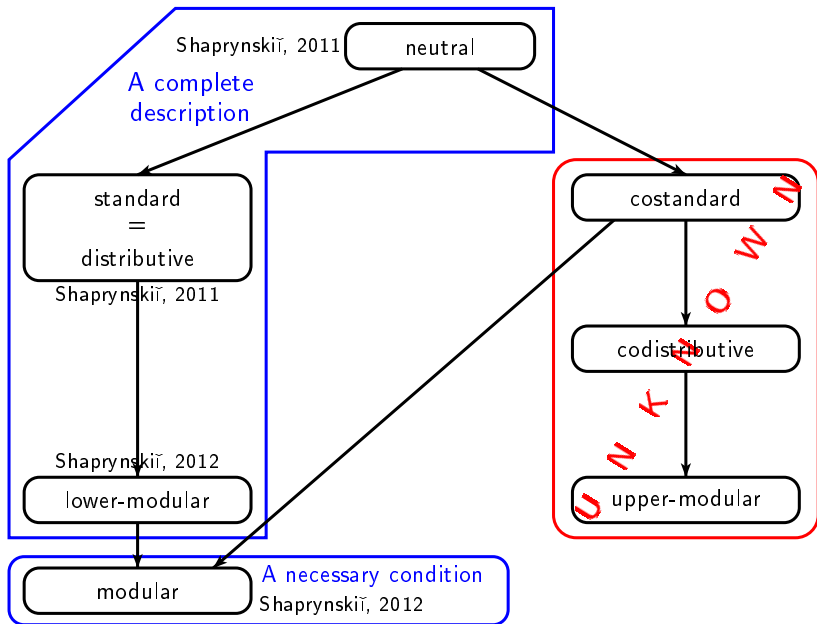 Shaprynskiĭ, 2011
neutral
A complete
description
standard
=
distributive
costandard
Shaprynskiĭ, 2011
codistributive
Shaprynskiĭ, 2012
lower-modular
upper-modular
UNKNOWN
A necessary condition
modular
Shaprynskiĭ, 2012